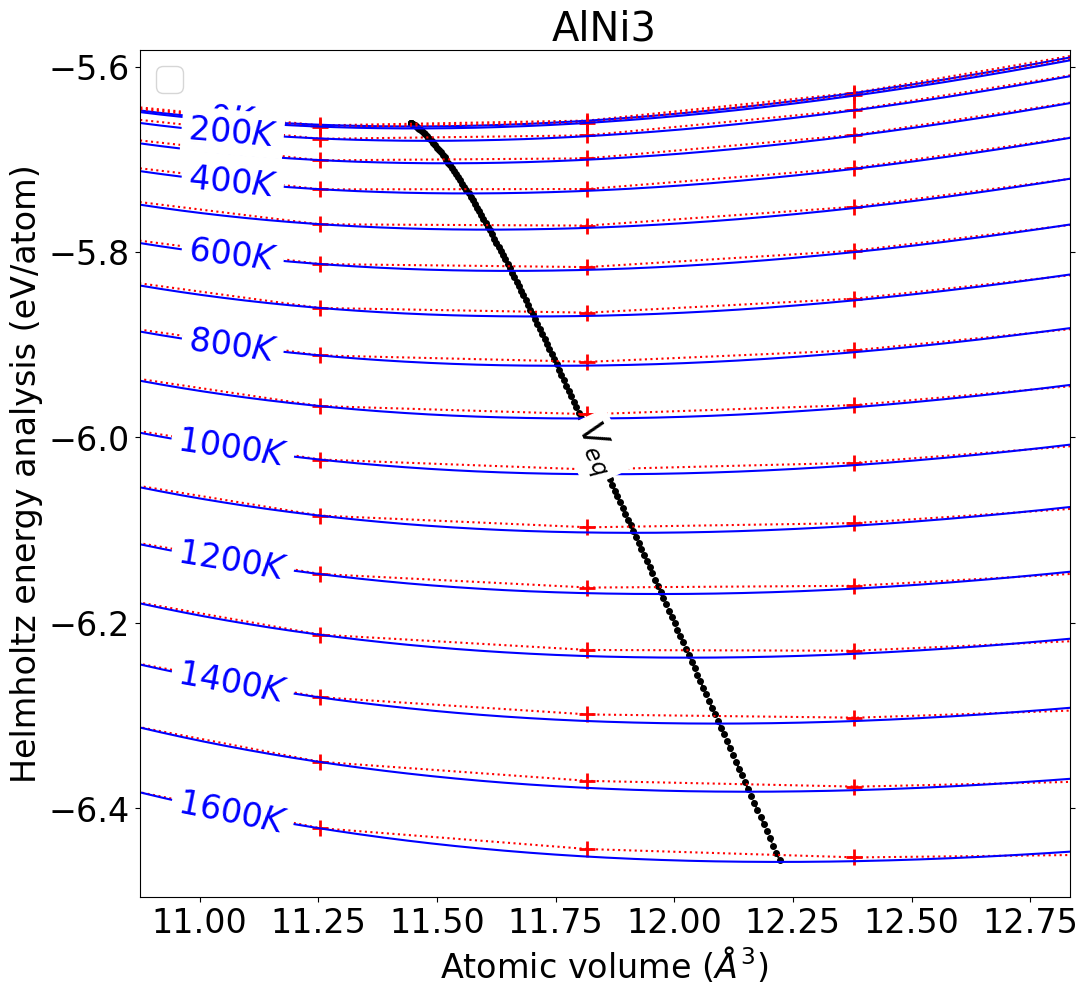 AlNi3
Helmholtz energy analysis (eV/atom)
−5.6
−5.8
−6.0
−6.2
−6.4
0K
200K
400K
600K
800K
1000K
1200K
1400K
1600K
V_eq
11.00 11.25 11.50 11.75 12.00 12.25 12.50 12.75
Atomic volume (Å³)